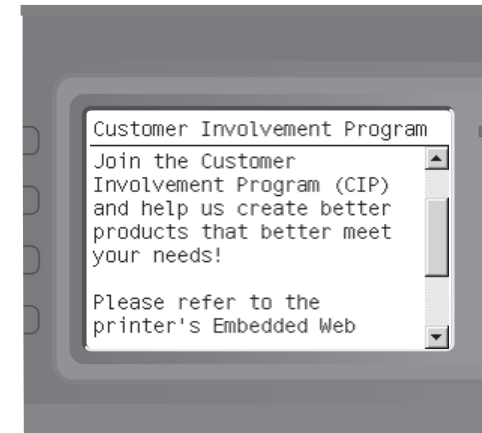 Customer Involvement Program
Join the Customer
Involvement Program (CIP)
and help us create better
products that better meet
your needs!
Please refer to the
printer's Embedded Web